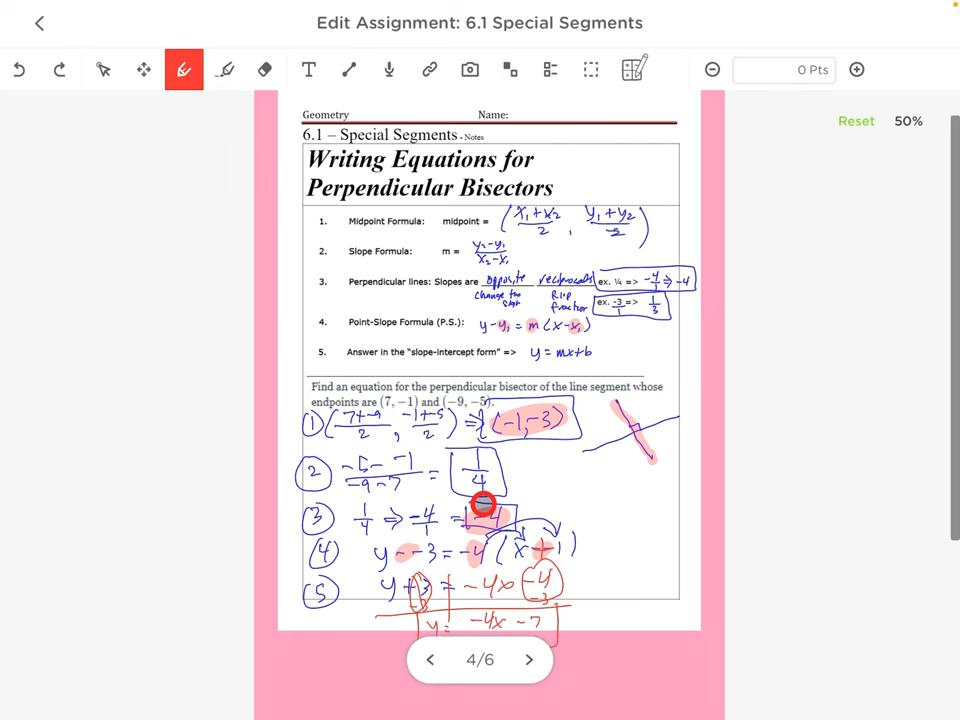 Edit Assignment: 6.1 Special Segments
T 0 Pts
Reset 50%
Geometry Name:
6.1 – Special Segments - Notes
Writing Equations for
Perpendicular Bisectors
1. Midpoint Formula: midpoint = (x₁+x₂/2, y₁+y₂/2)
2. Slope Formula: m = y₂-y₁/x₂-x₁
3. Perpendicular lines: Slopes are opposite reciprocals ex. ¼ => -4/1 ⇒ -4
change the sign flip fraction ex. -3/1 => 1/3
4. Point-Slope Formula (P.S.): y-y₁ = m(x-x₁)
5. Answer in the "slope-intercept form" => y = mx+b
Find an equation for the perpendicular bisector of the line segment whose
endpoints are (7, −1) and (−9, −5).
① (7+-9/2, -1+-5/2) ⇒ (-1,-3)
② -5--1/-9-7 = 1/4
③ 1/4 ⇒ -4/1 = -4
④ y--3 = -4(x+1)
⑤ y+3 = -4x -4
-3 -3
y = -4x -7
4/6